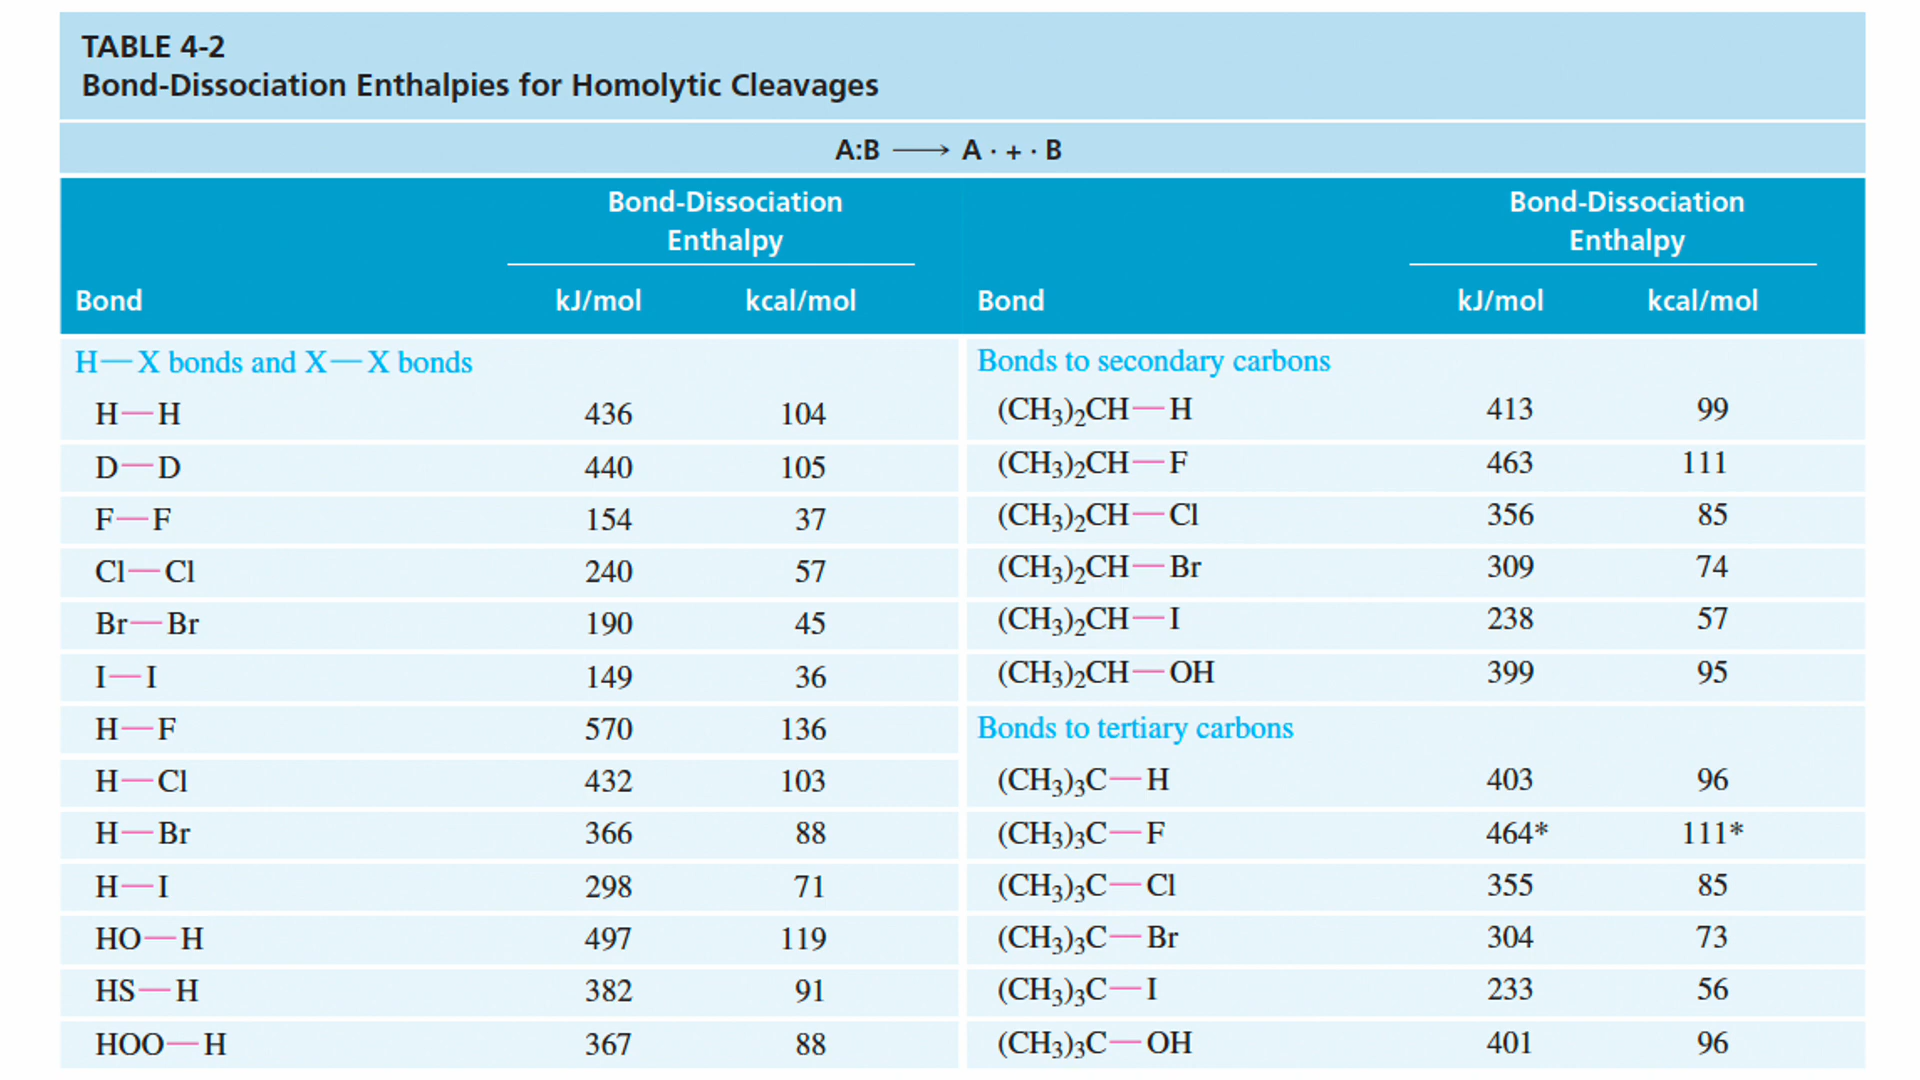 TABLE 4-2
Bond-Dissociation Enthalpies for Homolytic Cleavages
A:B ⟶ A · + · B
Bond-Dissociation Enthalpy
Bond kJ/mol kcal/mol
H—X bonds and X—X bonds
H—H 436 104
D—D 440 105
F—F 154 37
Cl—Cl 240 57
Br—Br 190 45
I—I 149 36
H—F 570 136
H—Cl 432 103
H—Br 366 88
H—I 298 71
HO—H 497 119
HS—H 382 91
HOO—H 367 88
Bond-Dissociation Enthalpy
Bond kJ/mol kcal/mol
Bonds to secondary carbons
(CH₃)₂CH—H 413 99
(CH₃)₂CH—F 463 111
(CH₃)₂CH—Cl 356 85
(CH₃)₂CH—Br 309 74
(CH₃)₂CH—I 238 57
(CH₃)₂CH—OH 399 95
Bonds to tertiary carbons
(CH₃)₃C—H 403 96
(CH₃)₃C—F 464* 111*
(CH₃)₃C—Cl 355 85
(CH₃)₃C—Br 304 73
(CH₃)₃C—I 233 56
(CH₃)₃C—OH 401 96